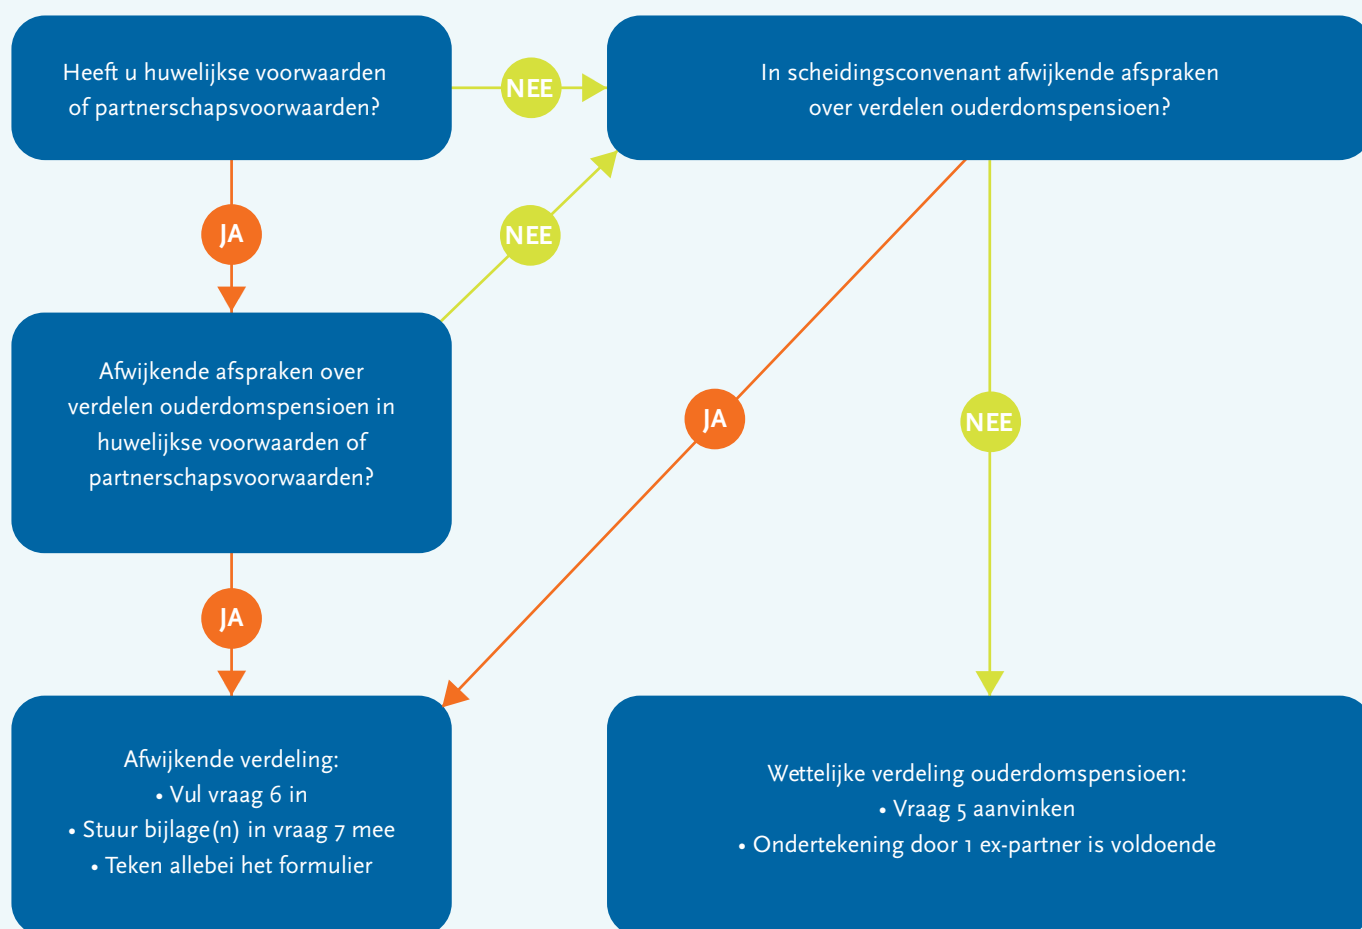 Heeft u huwelijkse voorwaarden
of partnerschapsvoorwaarden?
NEE
In scheidingsconvenant afwijkende afspraken
over verdelen ouderdomspensioen?
JA
NEE
Afwijkende afspraken over
verdelen ouderdomspensioen in
huwelijkse voorwaarden of
partnerschapsvoorwaarden?
JA
NEE
JA
Afwijkende verdeling:
• Vul vraag 6 in
• Stuur bijlage(n) in vraag 7 mee
• Teken allebei het formulier
Wettelijke verdeling ouderdomspensioen:
• Vraag 5 aanvinken
• Ondertekening door 1 ex-partner is voldoende